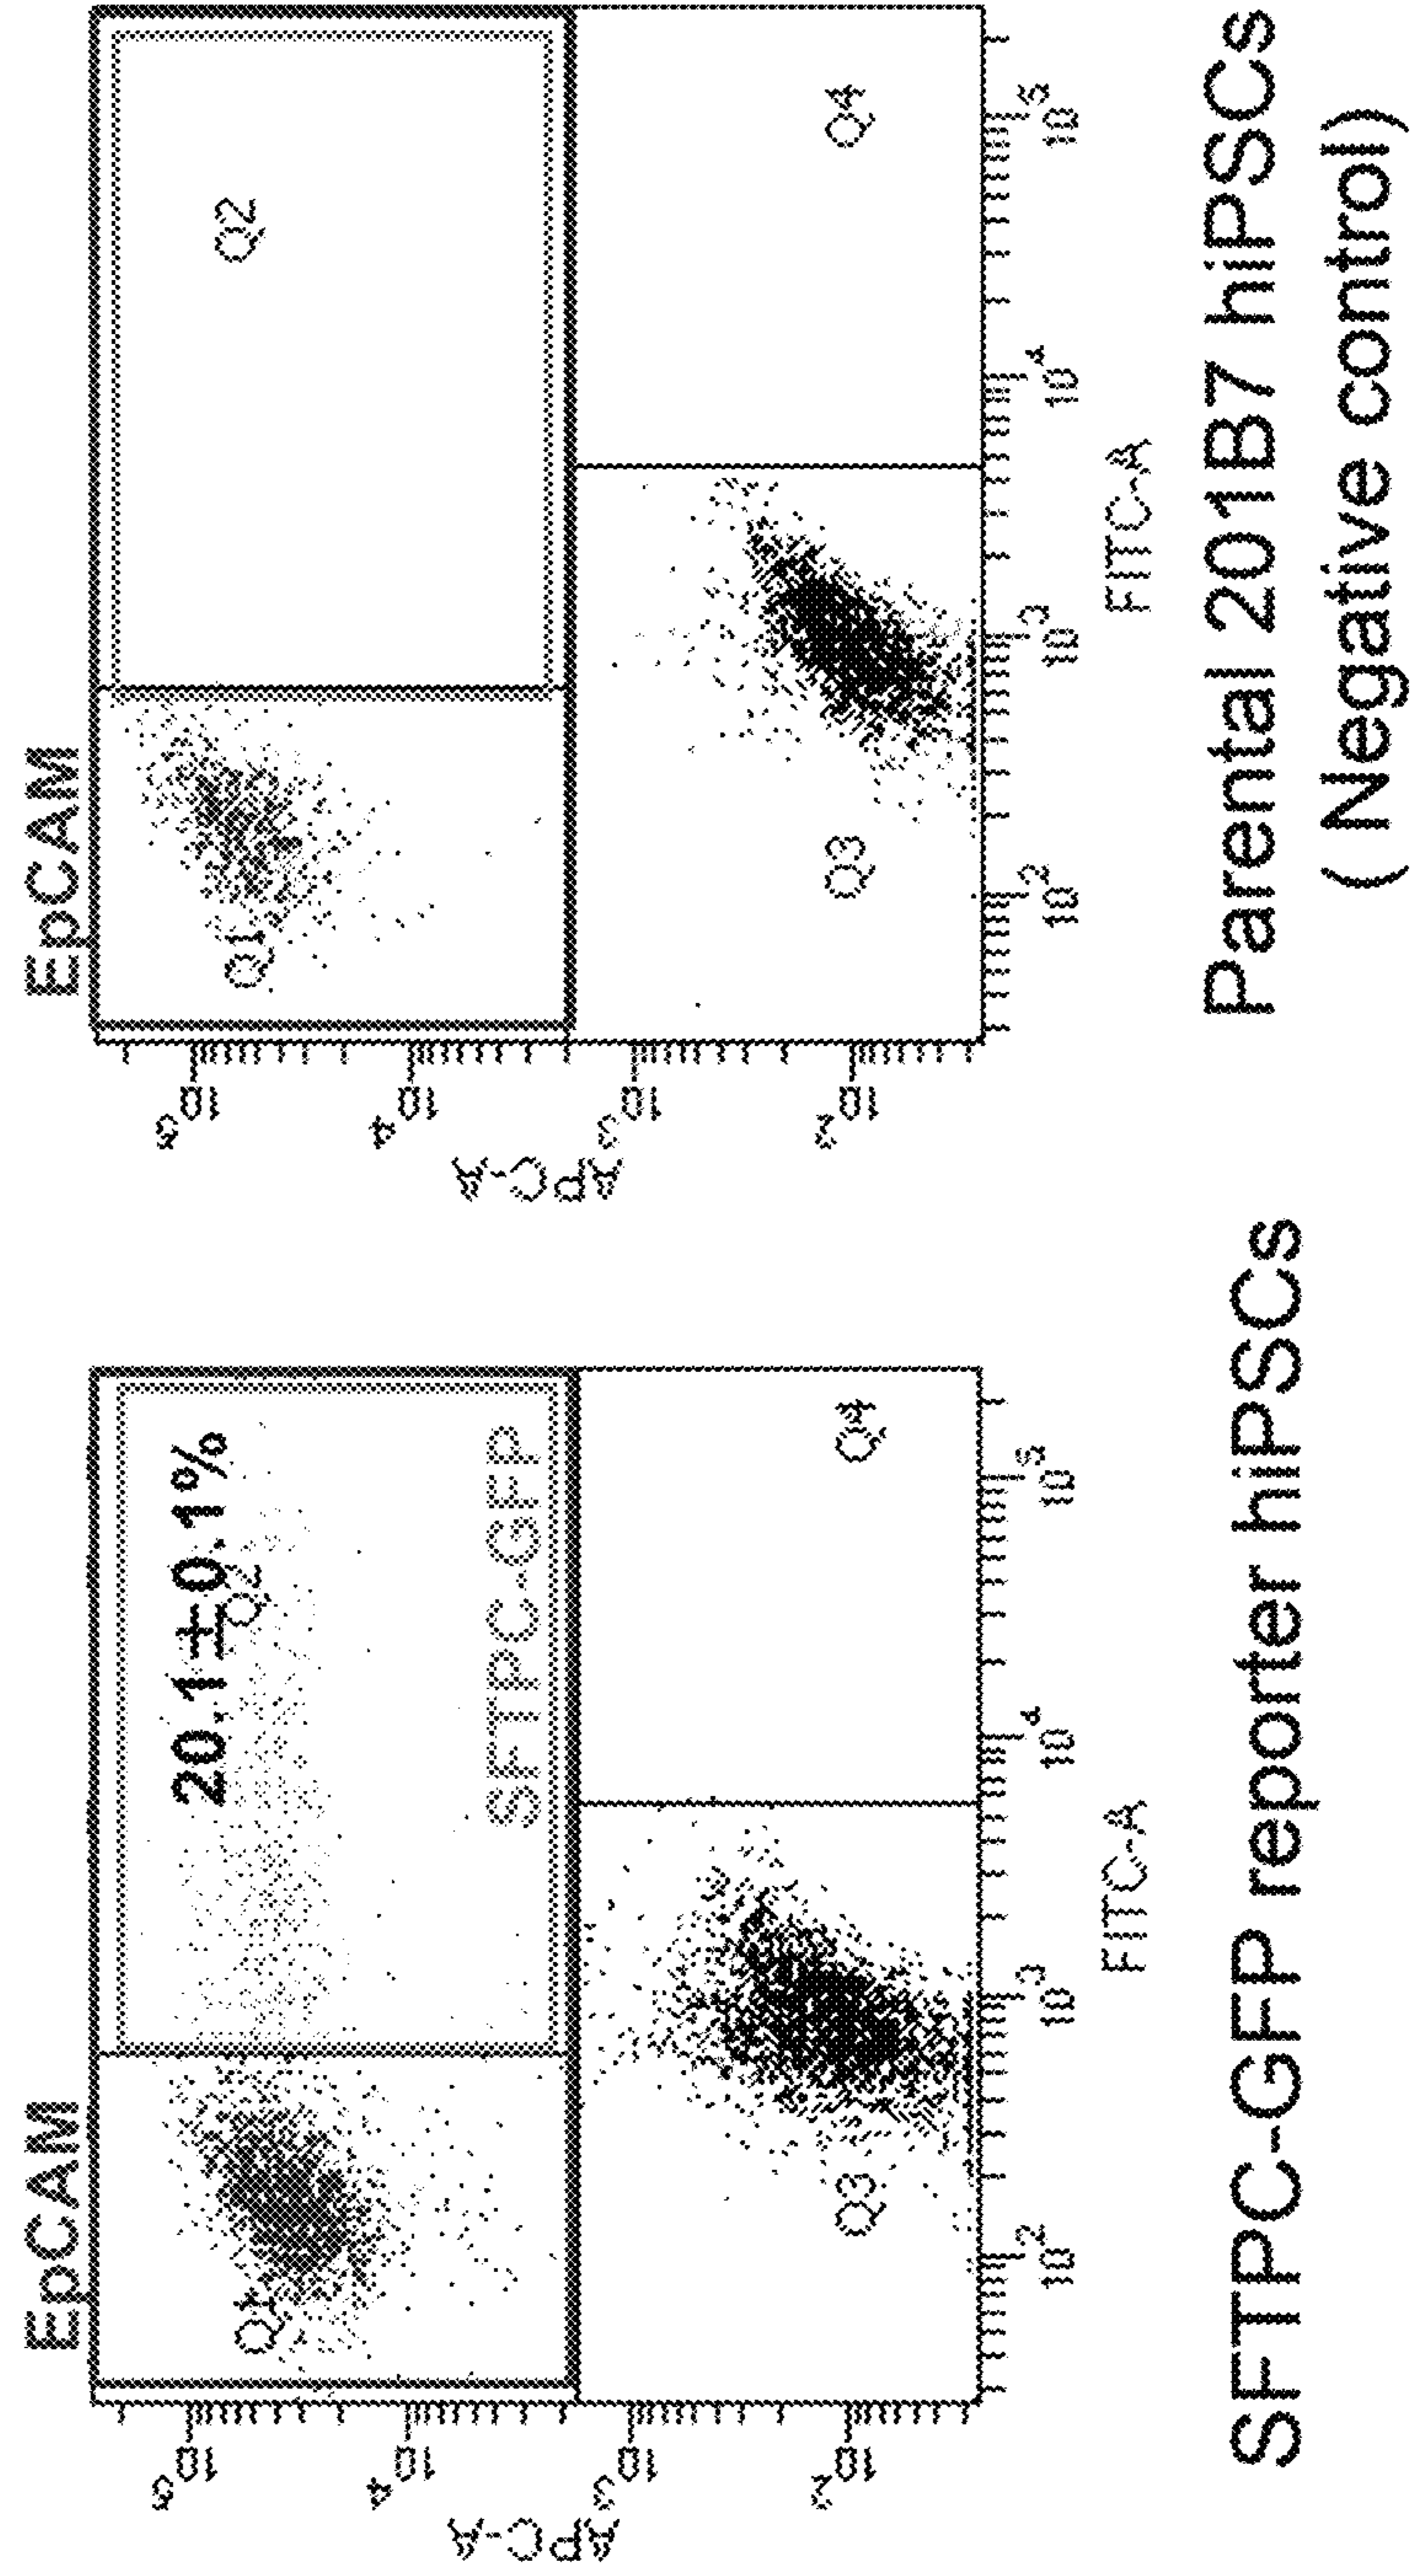 EpCAM
20.1±0.1%
Q1
Q2
SFTPC-GFP
Q3
Q4
APC-A
10^5
10^4
10^3
10^2
10^2
10^3
10^4
10^5
FITC-A
SFTPC-GFP reporter hiPSCs
EpCAM
Q1
Q2
Q3
Q4
APC-A
10^5
10^4
10^3
10^2
10^2
10^3
10^4
10^5
FITC-A
Parental 201B7 hiPSCs
( Negative control)